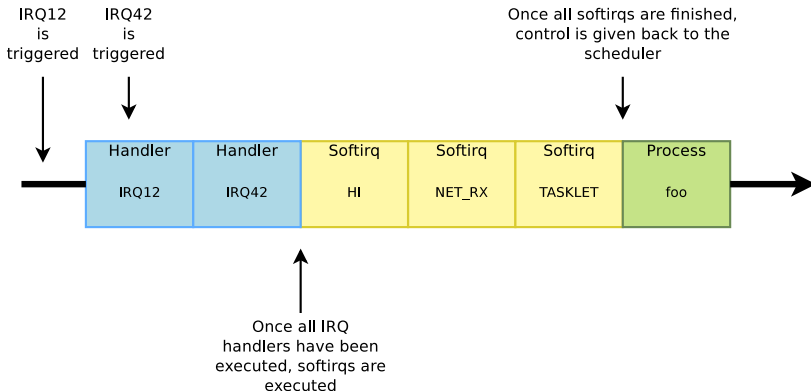 IRQ12
is
triggered
IRQ42
is
triggered
Once all softirqs are finished,
control is given back to the
scheduler
Handler
IRQ12
Handler
IRQ42
Softirq
HI
Softirq
NET_RX
Softirq
TASKLET
Process
foo
Once all IRQ
handlers have been
executed, softirqs are
executed